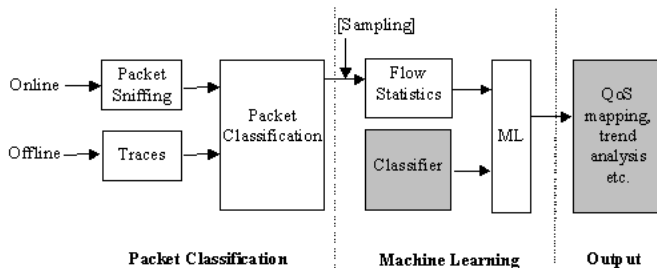 [Sampling]
Online
Packet
Sniffing
Offline
Traces
Packet
Classification
Flow
Statistics
Classifier
ML
QoS
mapping,
trend
analysis
etc.
Packet Classification
Machine Learning
Output